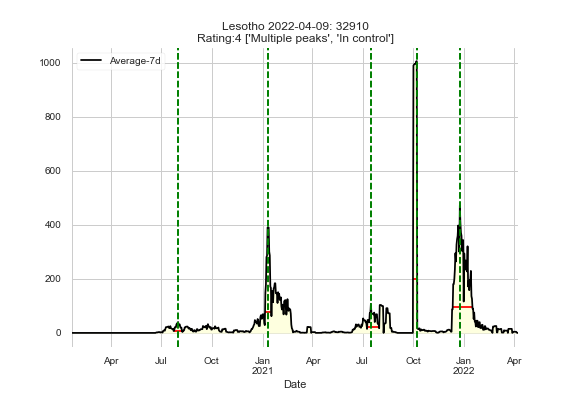 Lesotho 2022-04-09: 32910
Rating:4 ['Multiple peaks', 'In control']
Average-7d
1000
800
600
400
200
0
Apr Jul Oct Jan Apr Jul Oct Jan Apr
2021 2022
Date